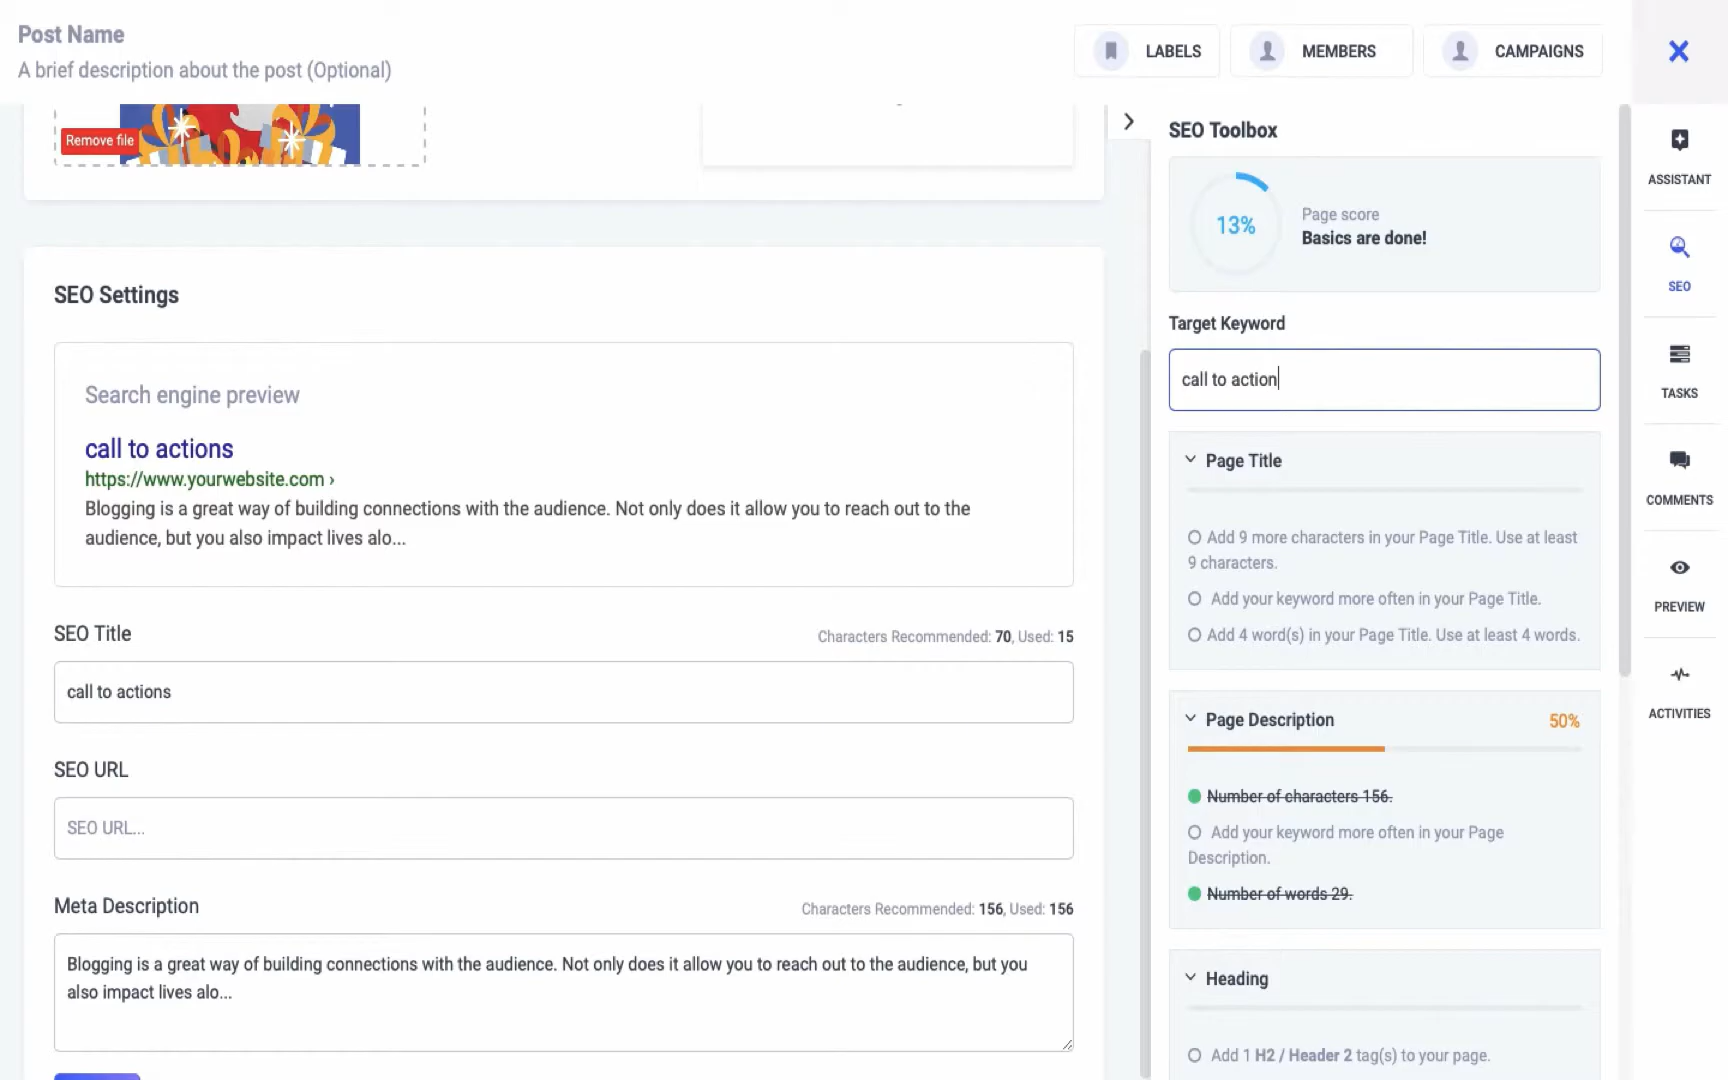 Post Name
A brief description about the post (Optional)
LABELS
MEMBERS
CAMPAIGNS
Remove file
SEO Settings
Search engine preview
call to actions
https://www.yourwebsite.com ›
Blogging is a great way of building connections with the audience. Not only does it allow you to reach out to the
audience, but you also impact lives alo...
SEO Title
Characters Recommended: 70, Used: 15
call to actions
SEO URL
SEO URL...
Meta Description
Characters Recommended: 156, Used: 156
Blogging is a great way of building connections with the audience. Not only does it allow you to reach out to the audience, but you
also impact lives alo...
SEO Toolbox
13%
Page score
Basics are done!
Target Keyword
call to action
Page Title
Add 9 more characters in your Page Title. Use at least
9 characters.
Add your keyword more often in your Page Title.
Add 4 word(s) in your Page Title. Use at least 4 words.
Page Description
50%
Number of characters 156.
Add your keyword more often in your Page
Description.
Number of words 29.
Heading
Add 1 H2 / Header 2 tag(s) to your page.
ASSISTANT
SEO
TASKS
COMMENTS
PREVIEW
ACTIVITIES